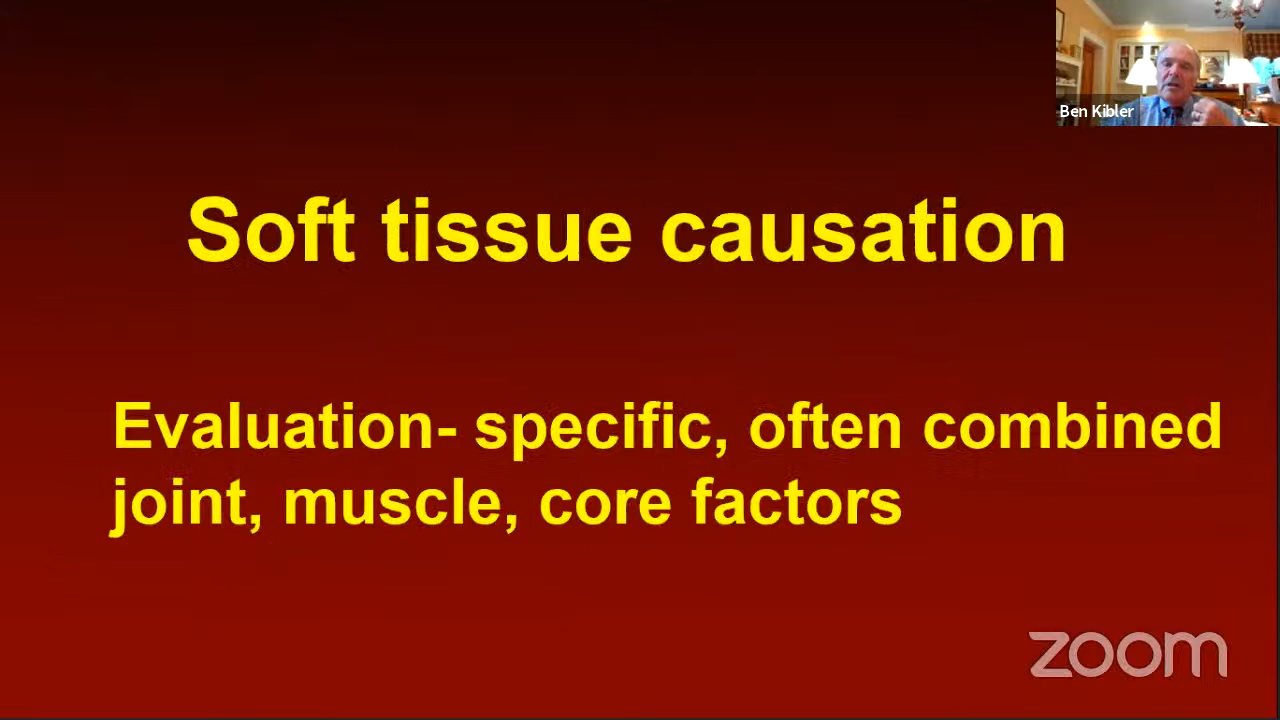 Ben Kibler
Soft tissue causation
Evaluation- specific, often combined
joint, muscle, core factors
zoom